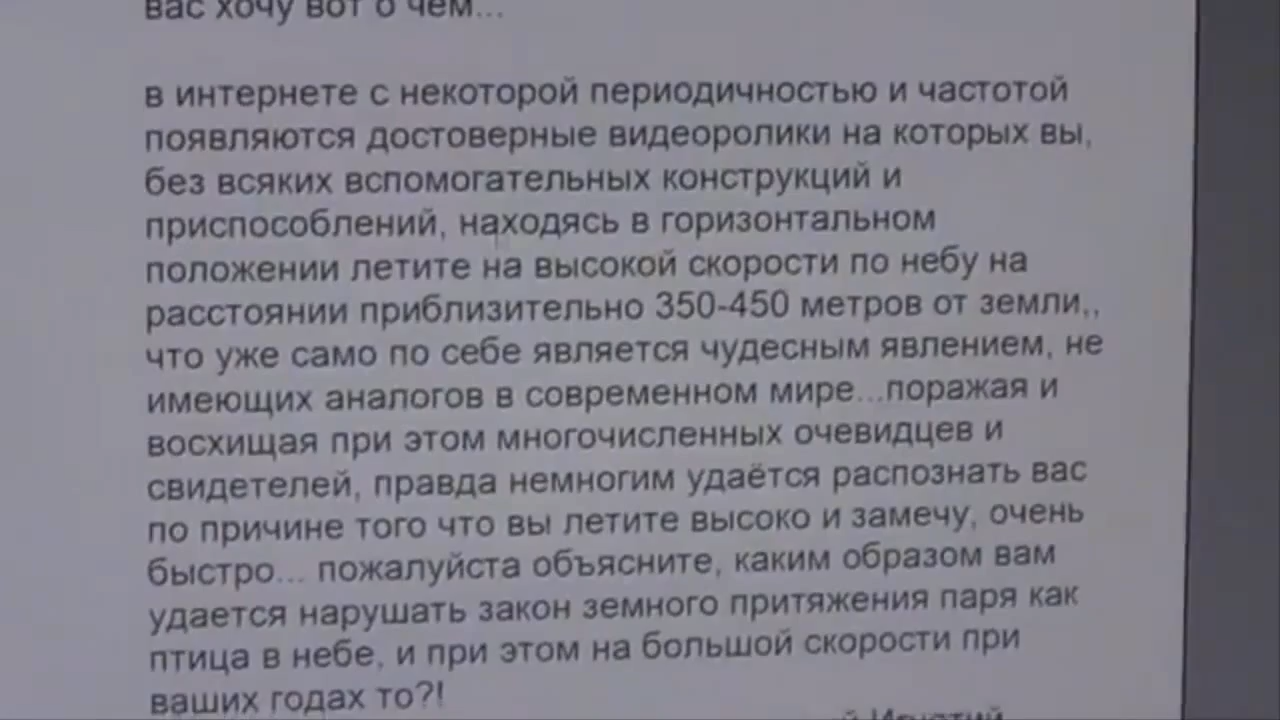 вас хочу вот о чем...
в интернете с некоторой периодичностью и частотой
появляются достоверные видеоролики на которых вы,
без всяких вспомогательных конструкций и
приспособлений, находясь в горизонтальном
положении летите на высокой скорости по небу на
расстоянии приблизительно 350-450 метров от земли,,
что уже само по себе является чудесным явлением, не
имеющих аналогов в современном мире...поражая и
восхищая при этом многочисленных очевидцев и
свидетелей, правда немногим удаётся распознать вас
по причине того что вы летите высоко и замечу, очень
быстро... пожалуйста объясните, каким образом вам
удается нарушать закон земного притяжения паря как
птица в небе, и при этом на большой скорости при
ваших годах то?!
Игнатий